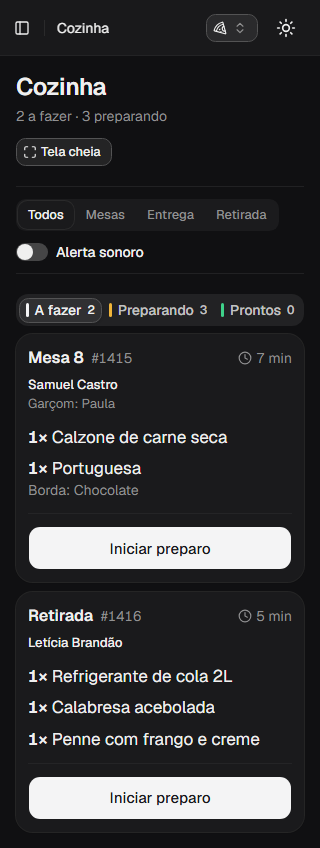 Cozinha
Cozinha
2 a fazer · 3 preparando
Tela cheia
Todos Mesas Entrega Retirada
Alerta sonoro
A fazer 2 Preparando 3 Prontos 0
Mesa 8 #1415 7 min
Samuel Castro
Garçom: Paula
1× Calzone de carne seca
1× Portuguesa
Borda: Chocolate
Iniciar preparo
Retirada #1416 5 min
Letícia Brandão
1× Refrigerante de cola 2L
1× Calabresa acebolada
1× Penne com frango e creme
Iniciar preparo